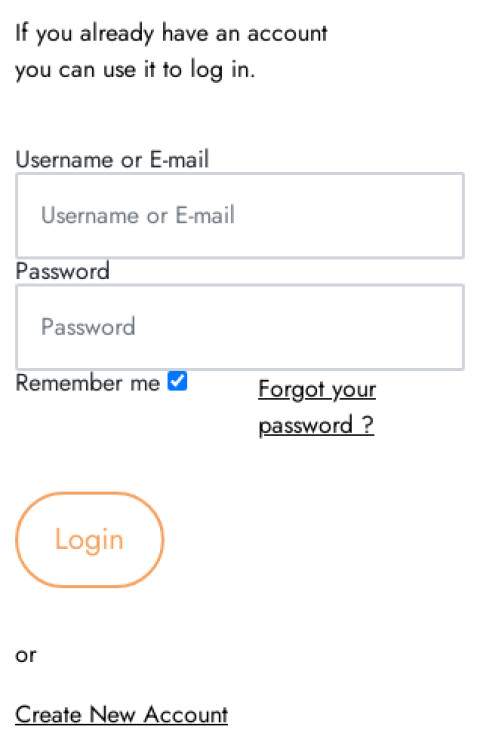 If you already have an account
you can use it to log in.
Username or E-mail
Username or E-mail
Password
Password
Remember me
Forgot your
password ?
Login
or
Create New Account